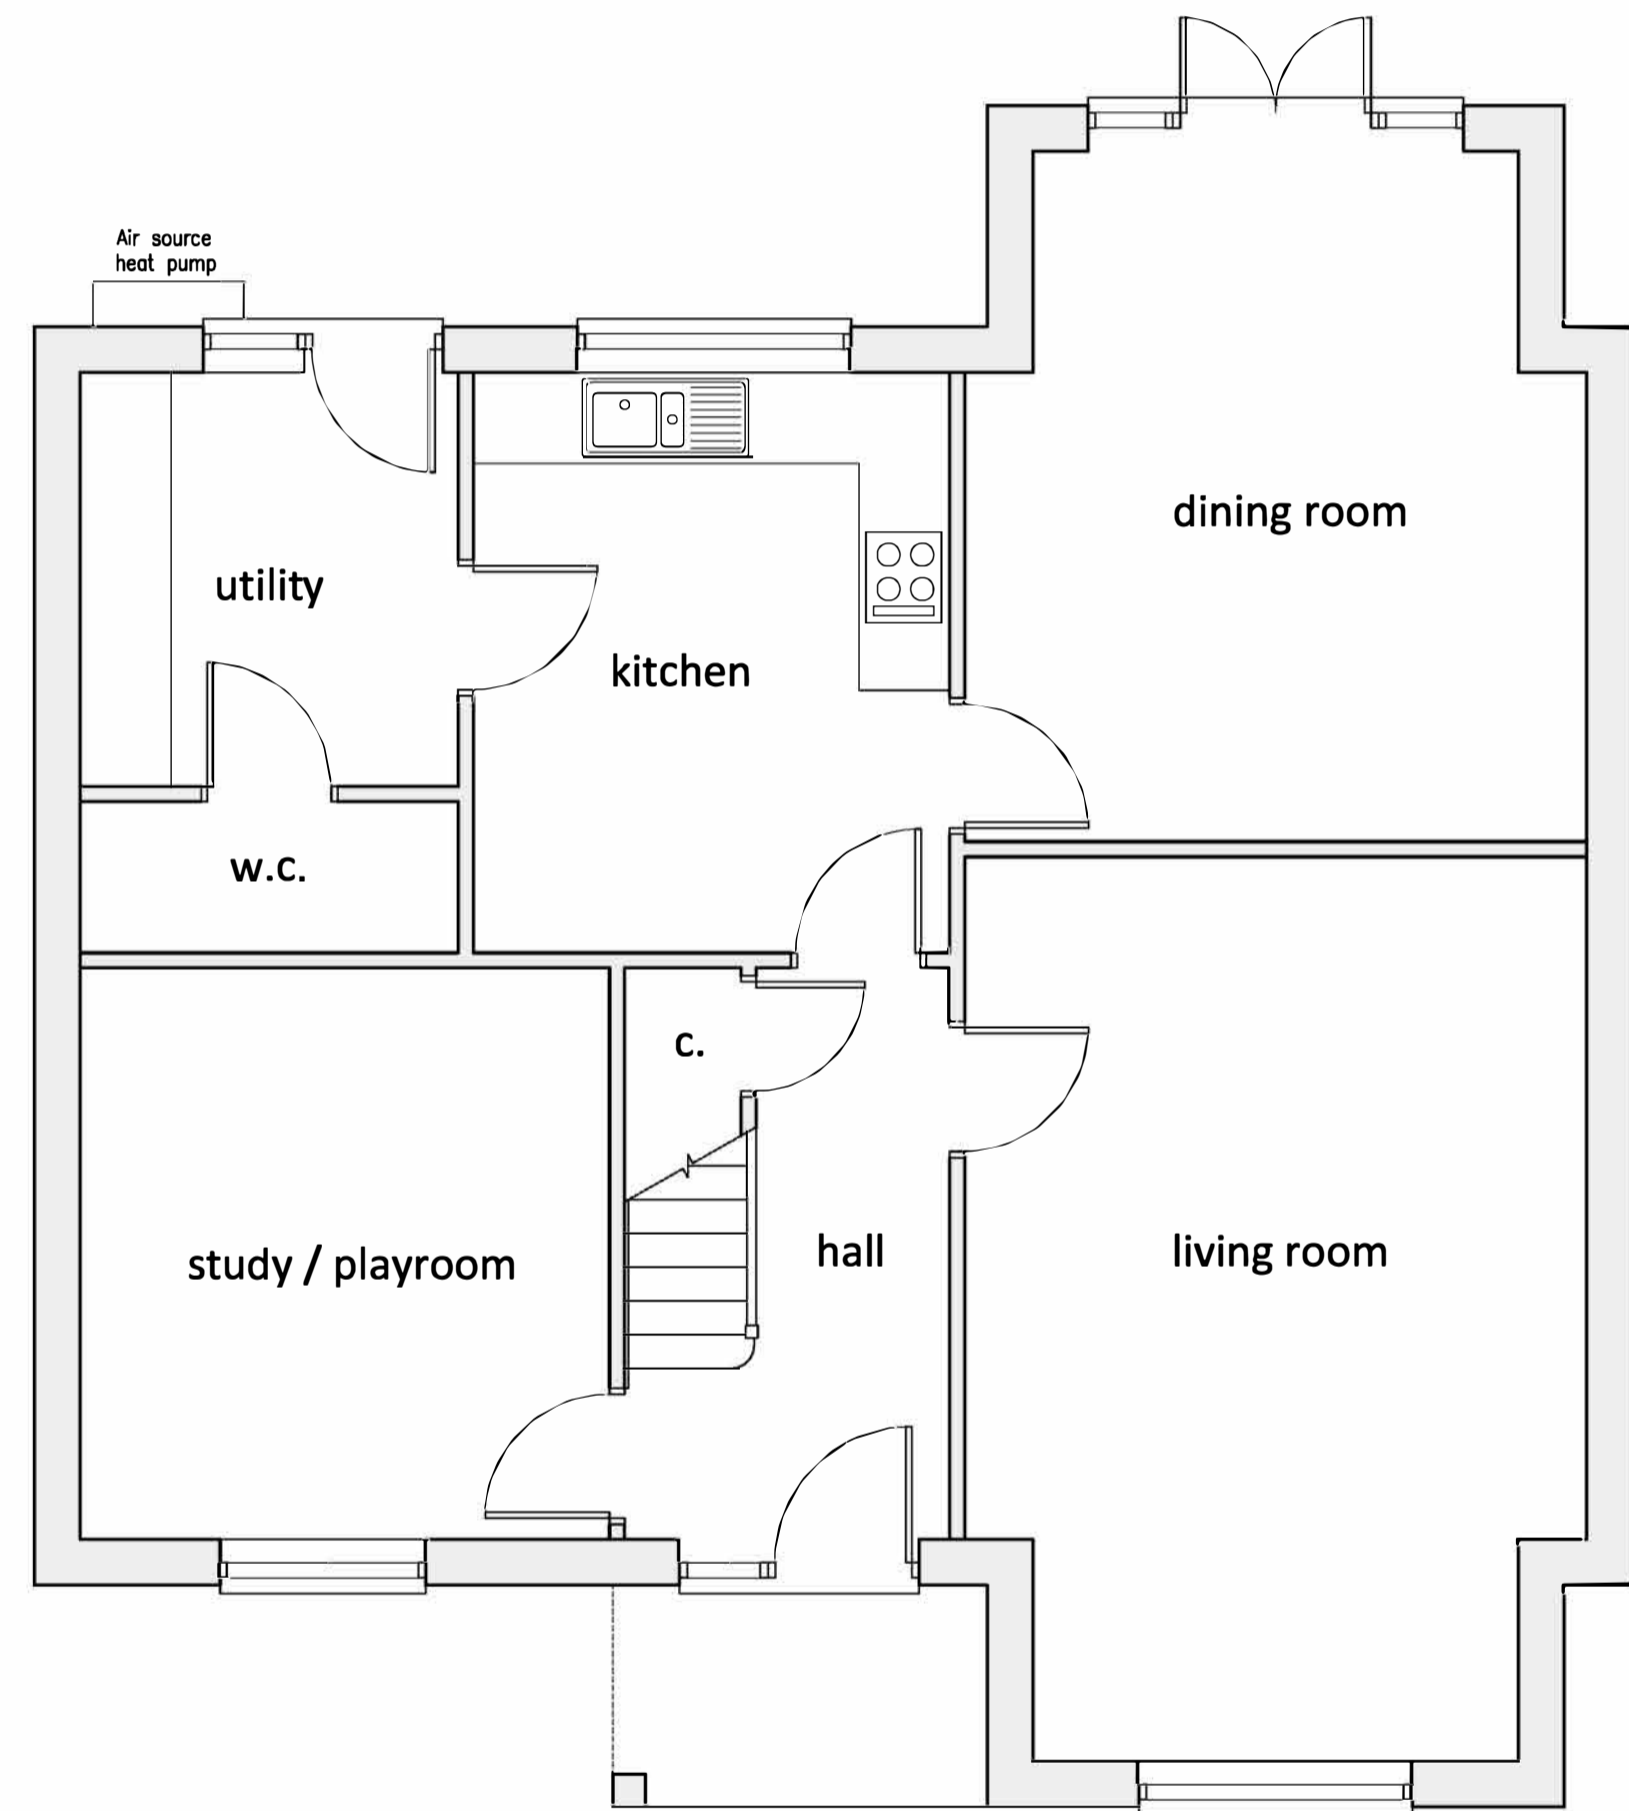 Air source
heat pump
dining room
utility
kitchen
w.c.
c.
hall
living room
study / playroom